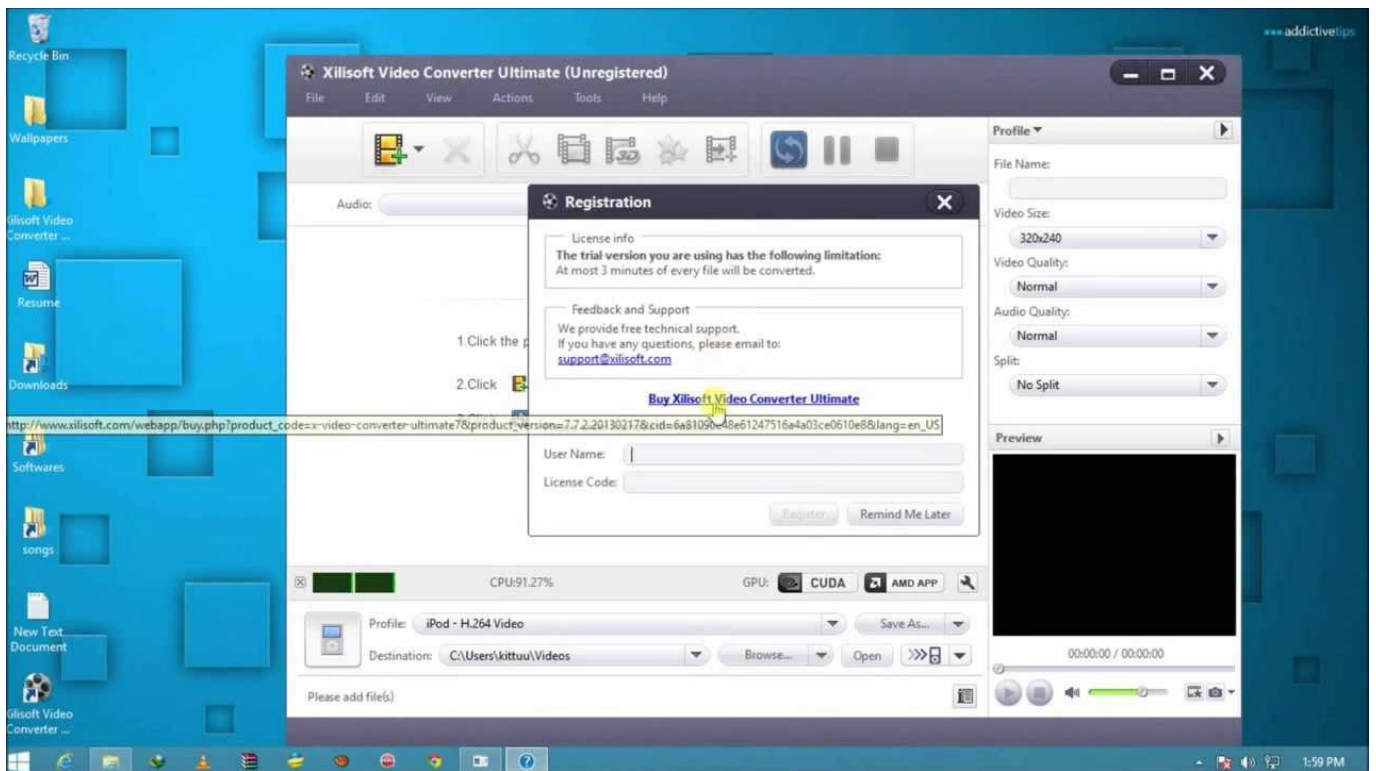 addictivetips
Recycle Bin
Wallpapers
Converter ...
Resume
Downloads
Softwares
songs
New Text
Document
Converter ...
Xilisoft Video Converter Ultimate (Unregistered)
File Edit View Actions Tools Help
3D
Audio:
1.Click the p
2.Click
Registration
License info
The trial version you are using has the following limitation:
At most 3 minutes of every file will be converted.
Feedback and Support
We provide free technical support.
If you have any questions, please email to:
support@xilisoft.com
Buy Xilisoft Video Converter Ultimate
User Name:
License Code:
Register Remind Me Later
CPU:91.27% GPU: CUDA AMD APP
Profile: iPod - H.264 Video Save As...
Destination: C:\Users\kittuu\Videos Browse... Open
Please add file(s)
Profile
File Name:
Video Size:
320x240
Video Quality:
Normal
Audio Quality:
Normal
Split:
No Split
Preview
00:00:00 / 00:00:00
1:59 PM